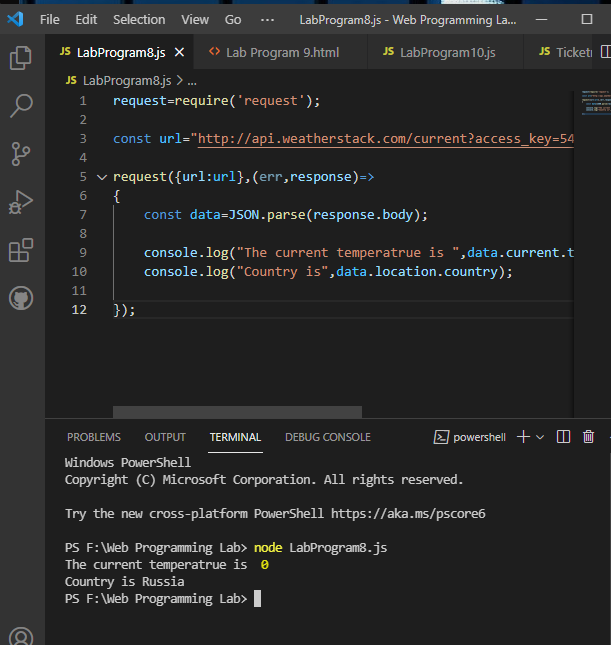 File Edit Selection View Go ··· LabProgram8.js - Web Programming La...
JS LabProgram8.js × <> Lab Program 9.html JS LabProgram10.js JS Ticket
JS LabProgram8.js > ...
1 request=require('request');
2
3 const url="http://api.weatherstack.com/current?access_key=54
4
5 request({url:url},(err,response)=>
6 {
7 const data=JSON.parse(response.body);
8
9 console.log("The current temperatrue is ",data.current.t
10 console.log("Country is",data.location.country);
11
12 });
PROBLEMS OUTPUT TERMINAL DEBUG CONSOLE powershell
Windows PowerShell
Copyright (C) Microsoft Corporation. All rights reserved.
Try the new cross-platform PowerShell https://aka.ms/pscore6
PS F:\Web Programming Lab> node LabProgram8.js
The current temperatrue is  0
Country is Russia
PS F:\Web Programming Lab>